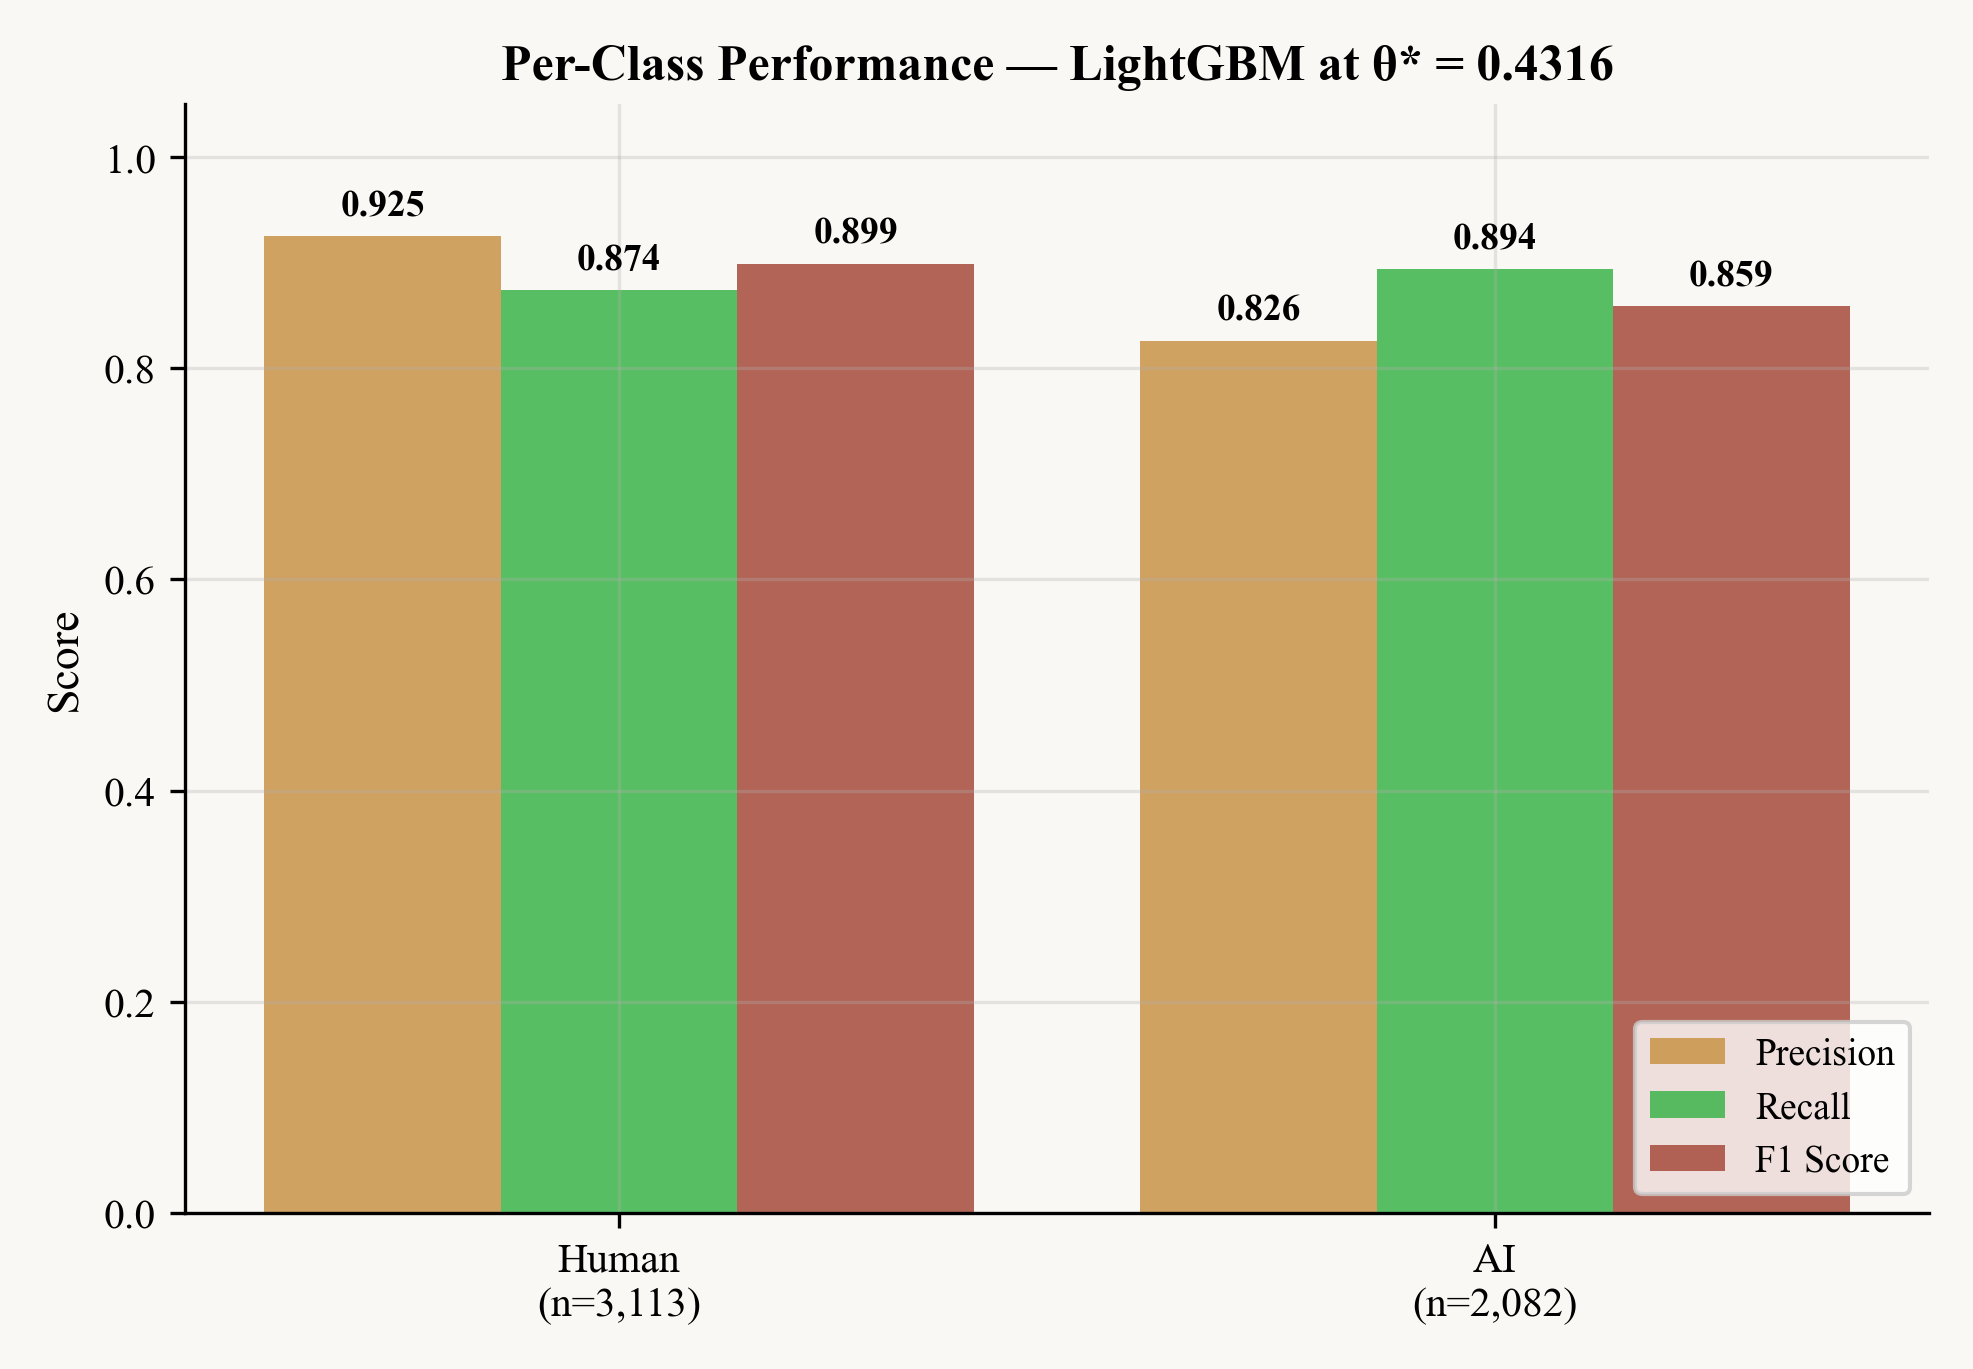 Per-Class Performance — LightGBM at θ* = 0.4316
Score
1.0
0.8
0.6
0.4
0.2
0.0
0.925
0.874
0.899
0.826
0.894
0.859
Precision
Recall
F1 Score
Human
(n=3,113)
AI
(n=2,082)